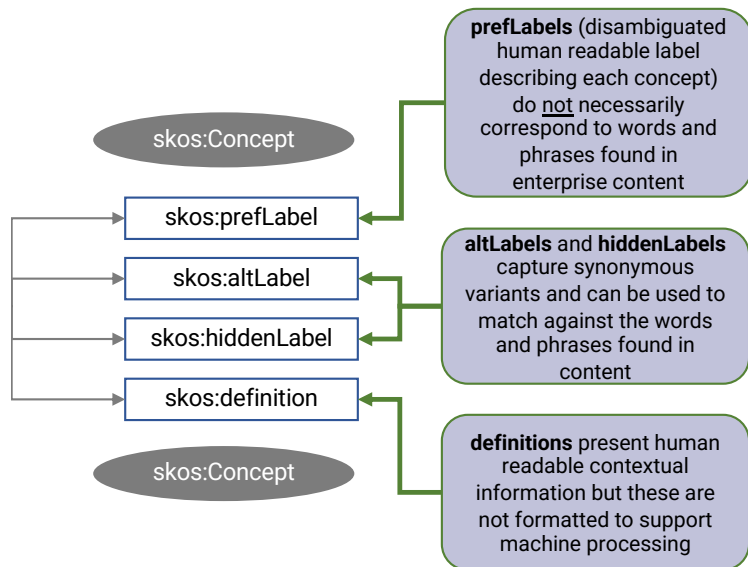 prefLabels (disambiguated
human readable label
describing each concept)
do not necessarily
correspond to words and
phrases found in
enterprise content
skos:Concept
skos:prefLabel
skos:altLabel
skos:hiddenLabel
skos:definition
altLabels and hiddenLabels
capture synonymous
variants and can be used to
match against the words
and phrases found in
content
skos:Concept
definitions present human
readable contextual
information but these are
not formatted to support
machine processing